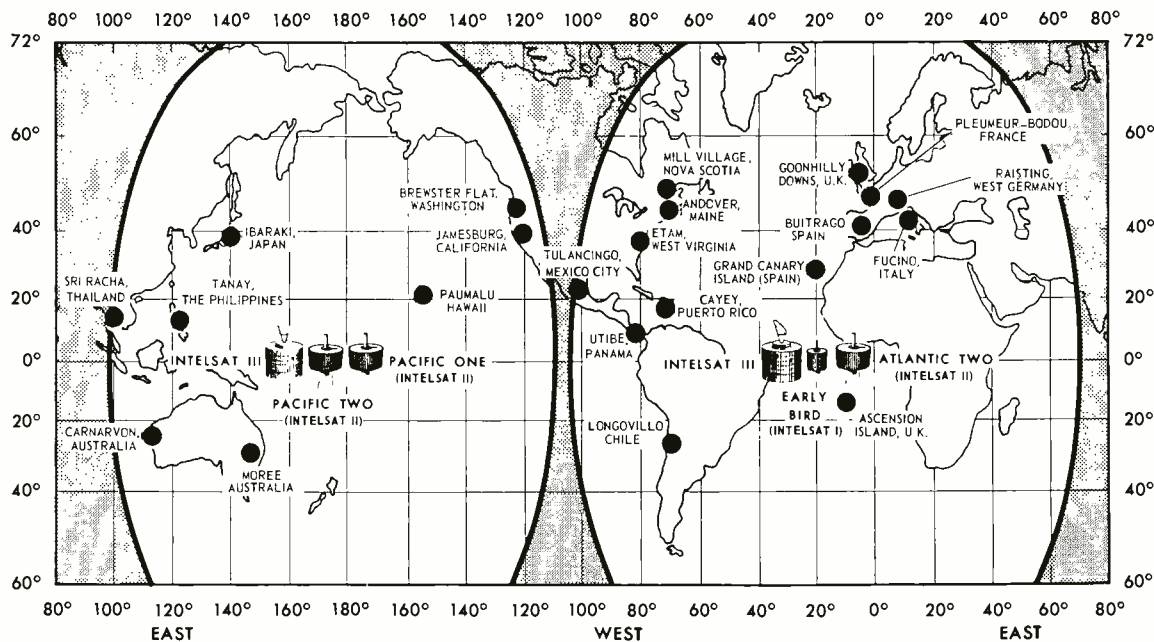 80° 100° 120° 140° 160° 180° 160° 140° 120° 100° 80° 60° 40° 20° 0° 20° 40° 60° 80°
72° 72°
PLEUMEUR-BODOU,
FRANCE
60° 60°
MILL VILLAGE,
NOVA SCOTIA
GOONHILLY
DOWNS, U.K.
RAISTING,
WEST GERMANY
BREWSTER FLAT,
WASHINGTON
ANDOVER,
MAINE
BUITRAGO
SPAIN
40° 40°
IBARAKI,
JAPAN
JAMESBURG,
CALIFORNIA
ETAM,
WEST VIRGINIA
FUCINO,
ITALY
TULANCINGO,
MEXICO CITY
GRAND CANARY
ISLAND (SPAIN)
SRI RACHA,
THAILAND
TANAY,
THE PHILIPPINES
PAUMALU
HAWAII
CAYEY,
PUERTO RICO
20° 20°
UTIBE,
PANAMA
0° 0°
INTELSAT III
PACIFIC ONE
(INTELSAT II)
INTELSAT III
ATLANTIC TWO
(INTELSAT II)
PACIFIC TWO
(INTELSAT II)
EARLY
BIRD
(INTELSAT I)
ASCENSION
ISLAND, U.K.
20° 20°
CARNARVON,
AUSTRALIA
LONGOVILLO
CHILE
MOREE
AUSTRALIA
40° 40°
60° 60°
80° 100° 120° 140° 160° 180° 160° 140° 120° 100° 80° 60° 40° 20° 0° 20° 40° 60° 80°
EAST WEST EAST